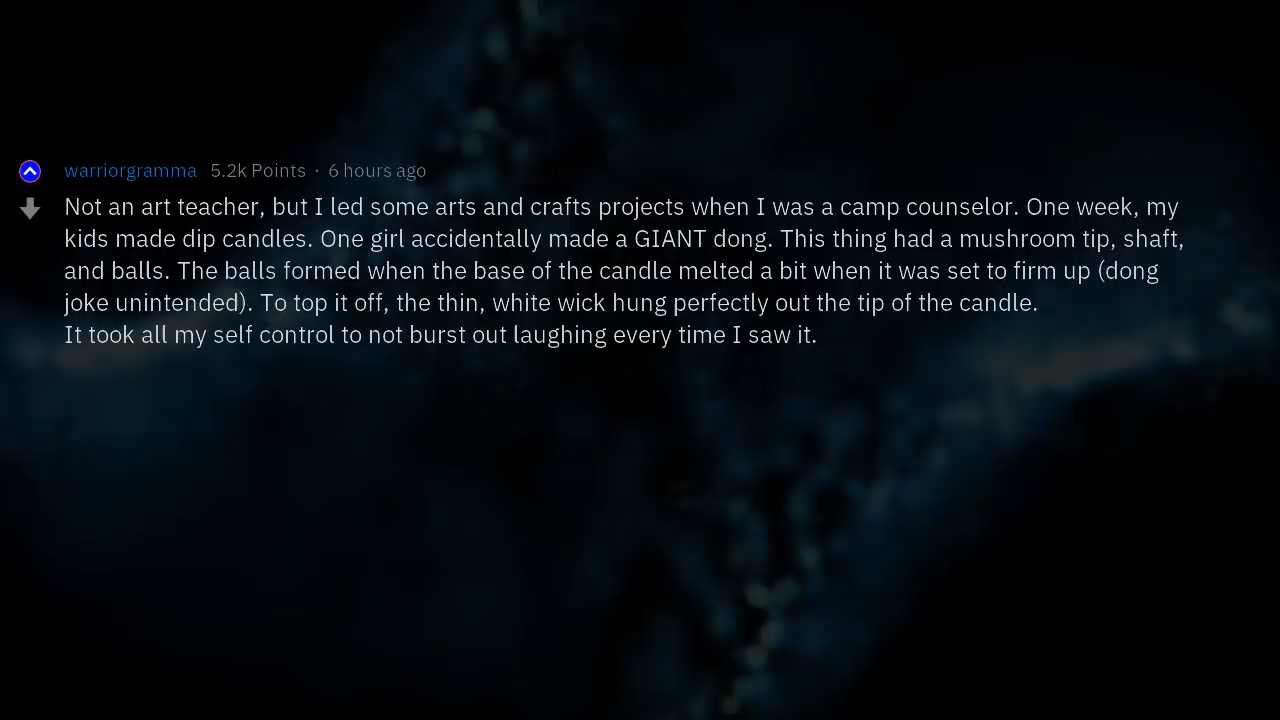 warriorgramma 5.2k Points · 6 hours ago
Not an art teacher, but I led some arts and crafts projects when I was a camp counselor. One week, my
kids made dip candles. One girl accidentally made a GIANT dong. This thing had a mushroom tip, shaft,
and balls. The balls formed when the base of the candle melted a bit when it was set to firm up (dong
joke unintended). To top it off, the thin, white wick hung perfectly out the tip of the candle.
It took all my self control to not burst out laughing every time I saw it.